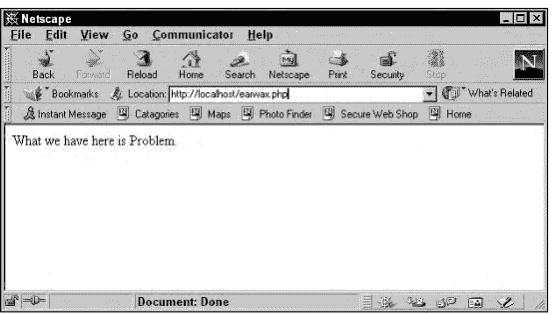 Netscape
File Edit View Go Communicator Help
Back Forward Reload Home Search Netscape Print Security Stop
N
Bookmarks Location: http://localhost/earwax.php What's Related
Instant Message Catagories Maps Photo Finder Secure Web Shop Home
What we have here is Problem.
Document: Done